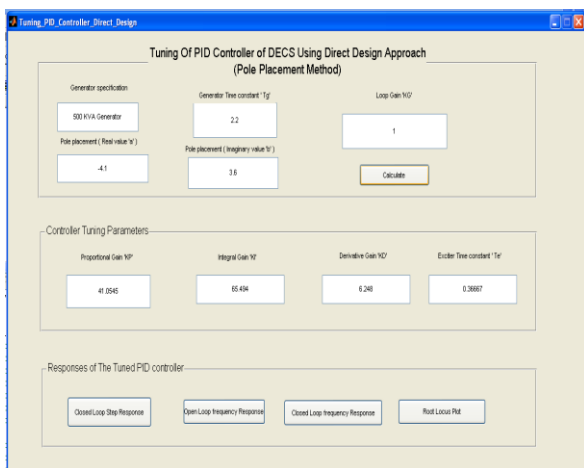 Tuning_PID_Controller_Direct_Design
Tuning Of PID Controller of DECS Using Direct Design Approach
(Pole Placement Method)
Generator specification
Generator Time constant ' Tg'
Loop Gain 'KG'
500 KVA Generator
2.2
1
Pole placement ( Real value 'a' )
Pole placement ( Imaginary value 'b' )
-4.1
3.6
Calculate
Controller Tuning Parameters
Proportional Gain 'KP'
Integral Gain 'KI'
Derivative Gain 'KD'
Exciter Time constant ' Te'
41.0545
65.494
6.248
0.36667
Responses of The Tuned PID controller
Closed Loop Step Response
Open Loop frequency Response
Closed Loop frequency Response
Root Locus Plot